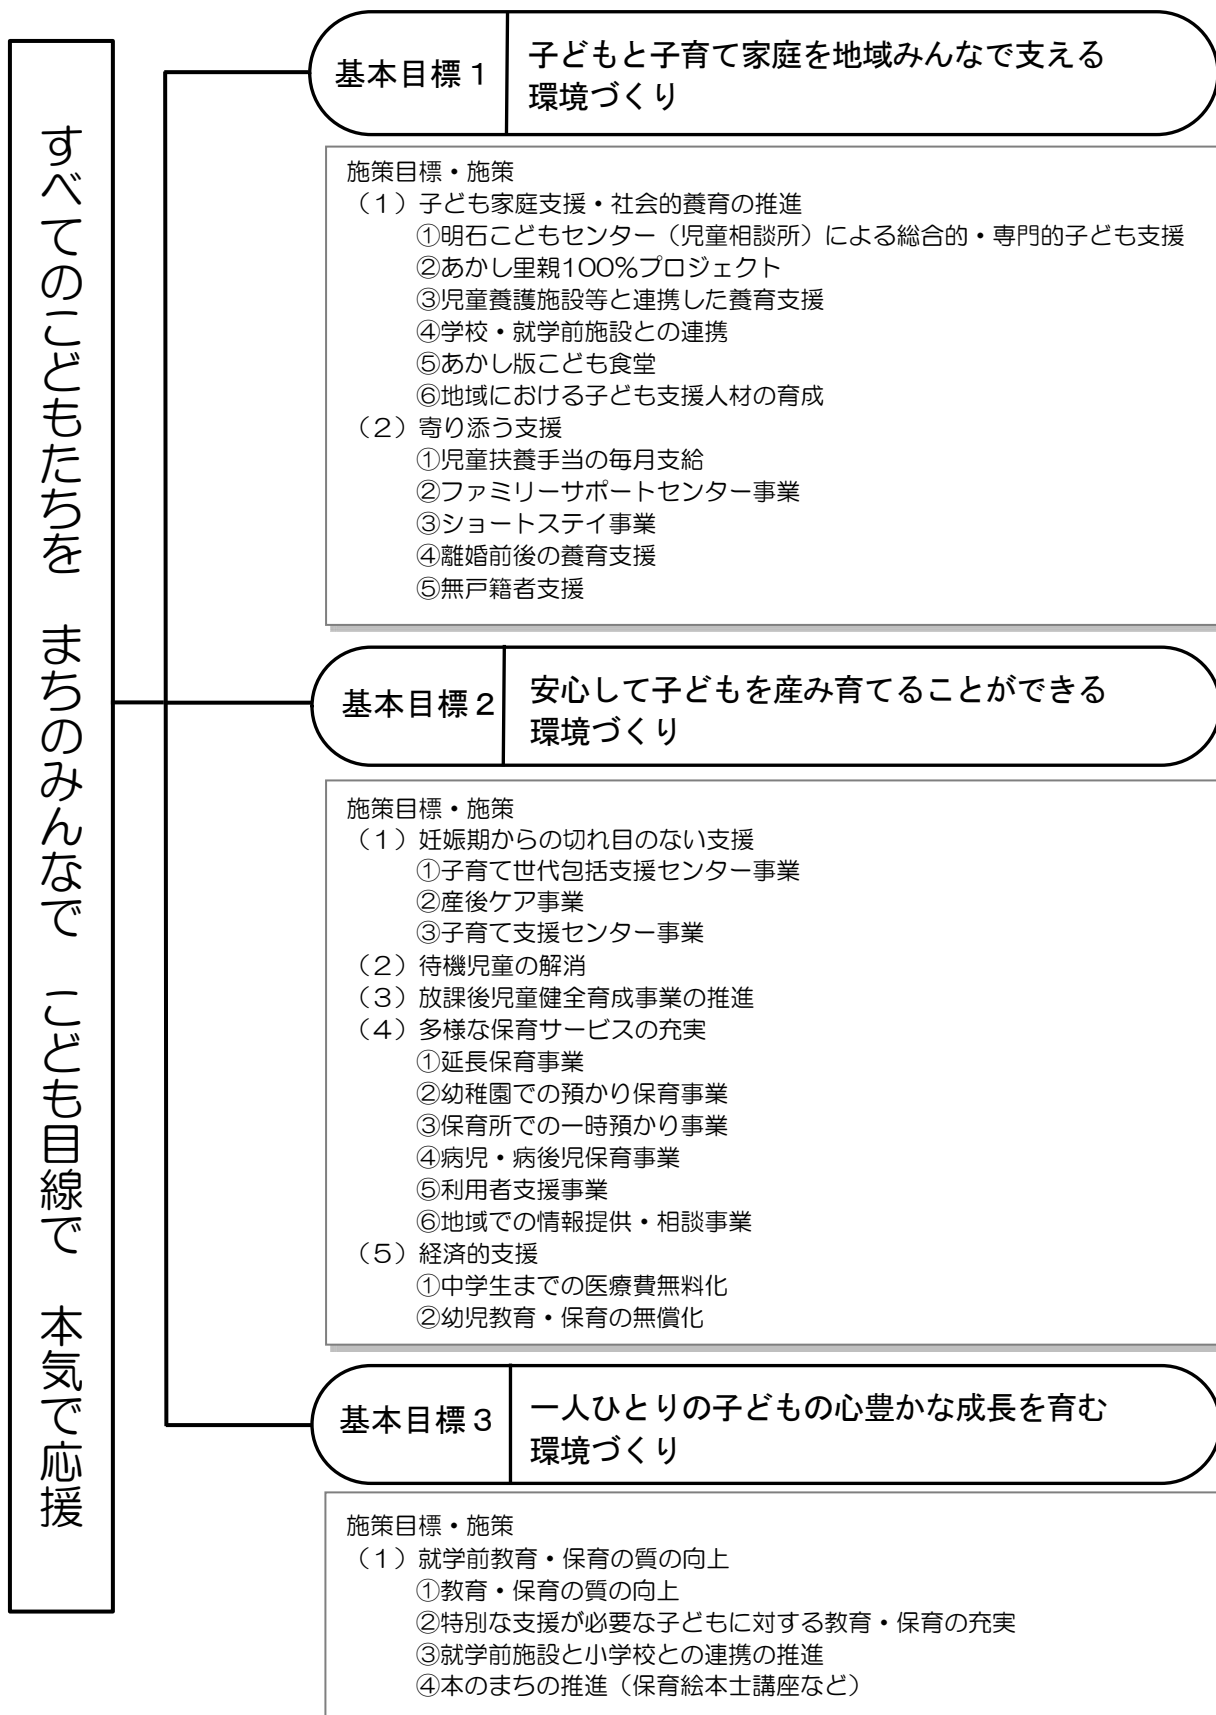 すべてのこどもたちを　まちのみんなで　こども目線で　本気で応援
基本目標１
子どもと子育て家庭を地域みんなで支える
環境づくり
施策目標・施策
（１）子ども家庭支援・社会的養育の推進
①明石こどもセンター（児童相談所）による総合的・専門的子ども支援
②あかし里親100％プロジェクト
③児童養護施設等と連携した養育支援
④学校・就学前施設との連携
⑤あかし版こども食堂
⑥地域における子ども支援人材の育成
（２）寄り添う支援
①児童扶養手当の毎月支給
②ファミリーサポートセンター事業
③ショートステイ事業
④離婚前後の養育支援
⑤無戸籍者支援
基本目標２
安心して子どもを産み育てることができる
環境づくり
施策目標・施策
（１）妊娠期からの切れ目のない支援
①子育て世代包括支援センター事業
②産後ケア事業
③子育て支援センター事業
（２）待機児童の解消
（３）放課後児童健全育成事業の推進
（４）多様な保育サービスの充実
①延長保育事業
②幼稚園での預かり保育事業
③保育所での一時預かり事業
④病児・病後児保育事業
⑤利用者支援事業
⑥地域での情報提供・相談事業
（５）経済的支援
①中学生までの医療費無料化
②幼児教育・保育の無償化
基本目標３
一人ひとりの子どもの心豊かな成長を育む
環境づくり
施策目標・施策
（１）就学前教育・保育の質の向上
①教育・保育の質の向上
②特別な支援が必要な子どもに対する教育・保育の充実
③就学前施設と小学校との連携の推進
④本のまちの推進（保育絵本士講座など）